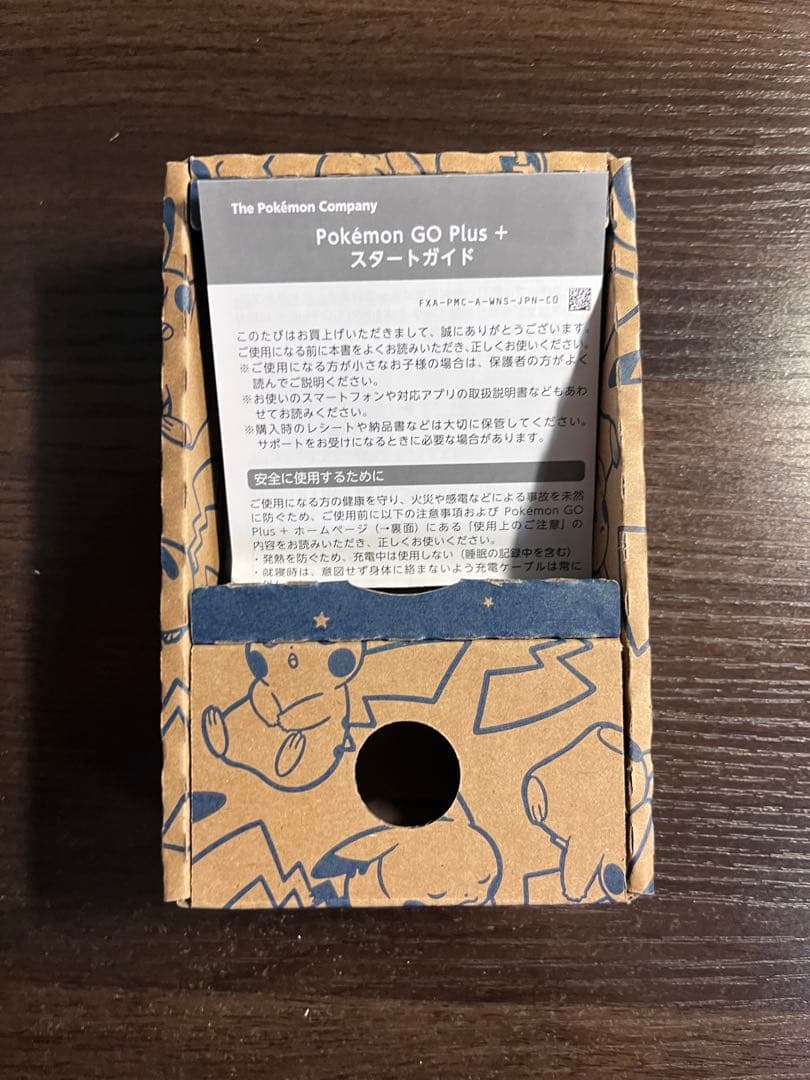 The Pokémon Company
Pokémon GO Plus +
スタートガイド
FXA-PMC-A-WNS-JPN-C0
このたびはお買上げいただきまして、誠にありがとうございます。
ご使用になる前に本書をよくお読みいただき、正しくお使いください。
※ご使用になる方が小さなお子様の場合は、保護者の方がよく
読んでご説明ください。
※お使いのスマートフォンや対応アプリの取扱説明書などもあわ
せてお読みください。
※購入時のレシートや納品書などは大切に保管してください。
サポートをお受けになるときに必要な場合があります。
安全に使用するために
ご使用になる方の健康を守り、火災や感電などによる事故を未然
に防ぐため、ご使用前に以下の注意事項および Pokémon GO
Plus + ホームページ（→裏面）にある「使用上のご注意」の
内容をお読みいただき、正しくお使いください。
・発熱を防ぐため、充電中は使用しない（睡眠の記録中を含む）
・就寝時は、意図せず身体に絡まないよう充電ケーブルは常に